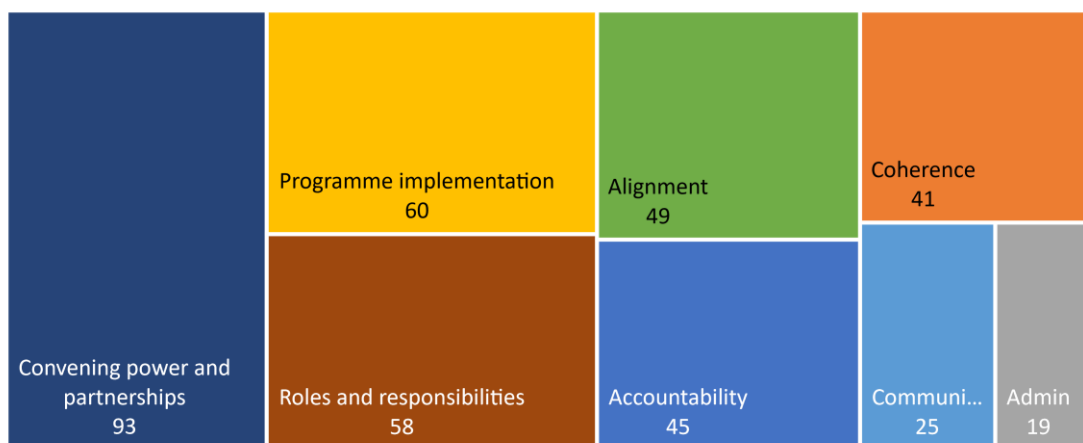 Convening power and
partnerships
93
Programme implementation
60
Roles and responsibilities
58
Alignment
49
Accountability
45
Coherence
41
Communi...
25
Admin
19